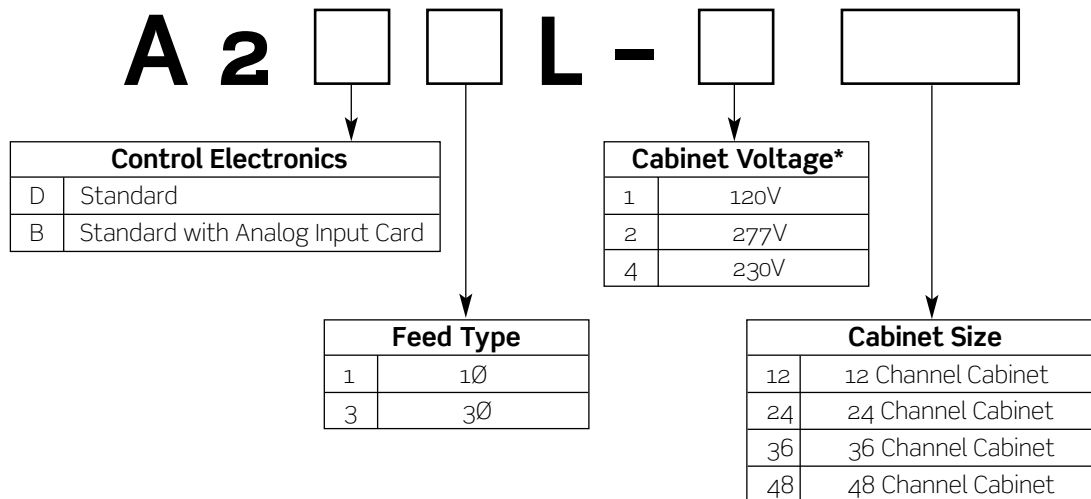 A 2 L -
Control Electronics
D Standard
B Standard with Analog Input Card
Cabinet Voltage*
1 120V
2 277V
4 230V
Feed Type
1 1Ø
3 3Ø
Cabinet Size
12 12 Channel Cabinet
24 24 Channel Cabinet
36 36 Channel Cabinet
48 48 Channel Cabinet